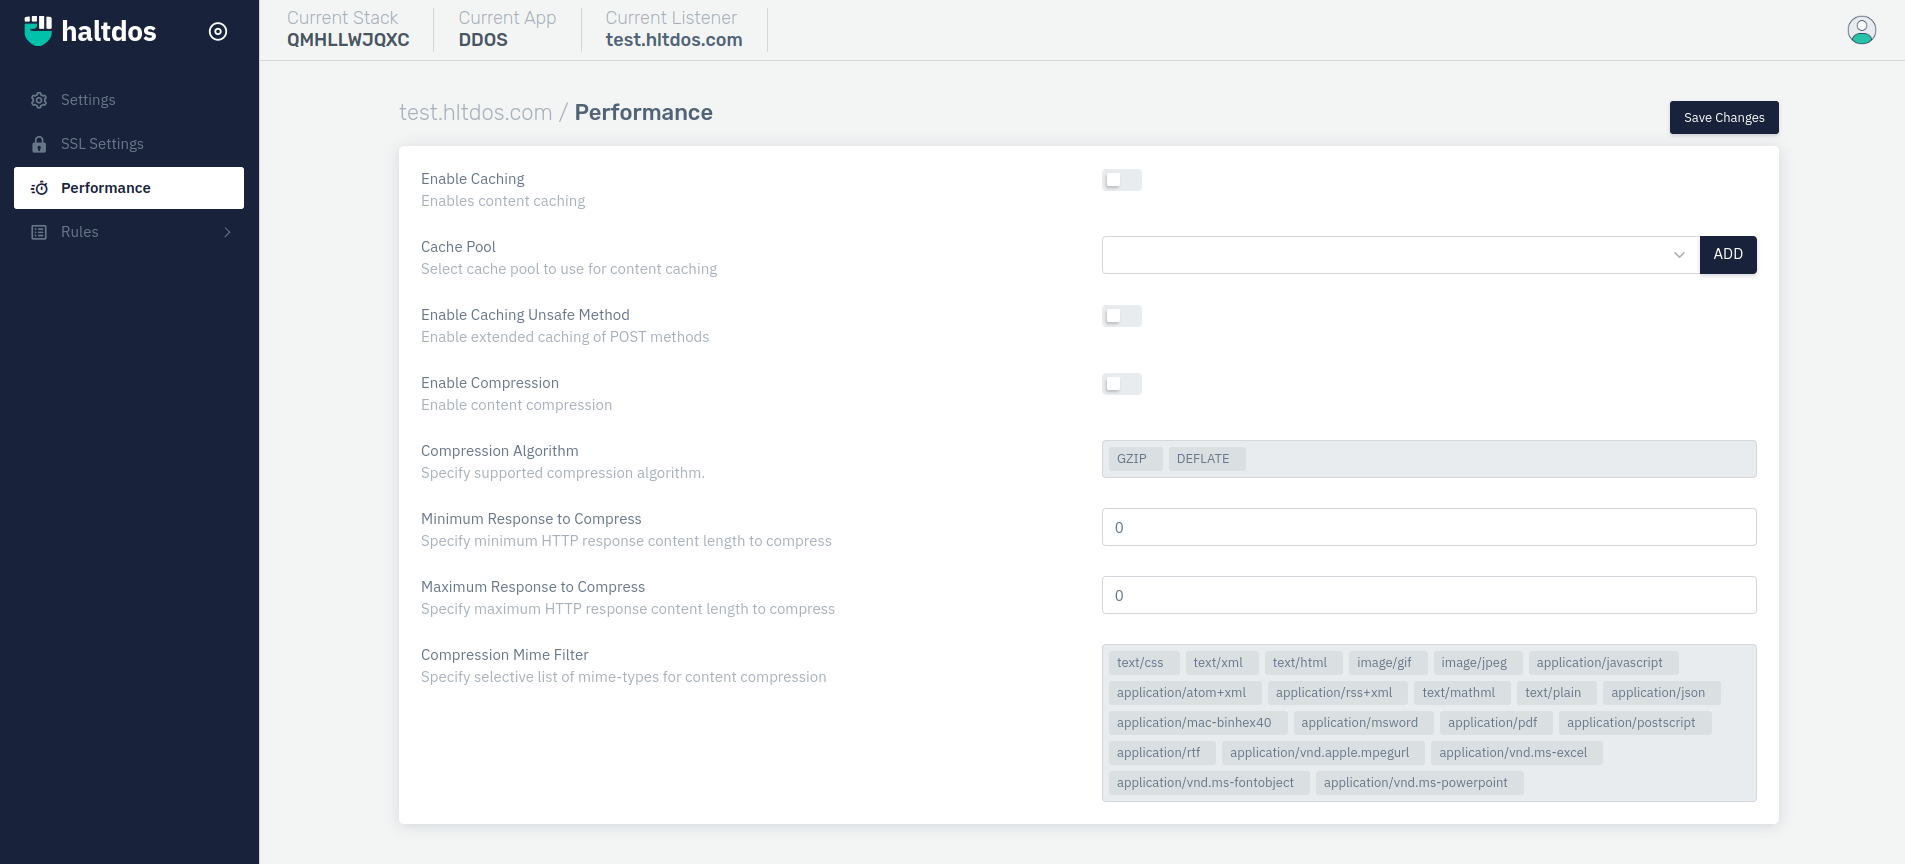 haltdos
Current Stack
QMHLLWJQXC
Current App
DDOS
Current Listener
test.hltdos.com
Settings
SSL Settings
Performance
Rules
test.hltdos.com / Performance
Save Changes
Enable Caching
Enables content caching
Cache Pool
Select cache pool to use for content caching
ADD
Enable Caching Unsafe Method
Enable extended caching of POST methods
Enable Compression
Enable content compression
Compression Algorithm
Specify supported compression algorithm.
GZIP DEFLATE
Minimum Response to Compress
Specify minimum HTTP response content length to compress
0
Maximum Response to Compress
Specify maximum HTTP response content length to compress
0
Compression Mime Filter
Specify selective list of mime-types for content compression
text/css text/xml text/html image/gif image/jpeg application/javascript
application/atom+xml application/rss+xml text/mathml text/plain application/json
application/mac-binhex40 application/msword application/pdf application/postscript
application/rtf application/vnd.apple.mpegurl application/vnd.ms-excel
application/vnd.ms-fontobject application/vnd.ms-powerpoint